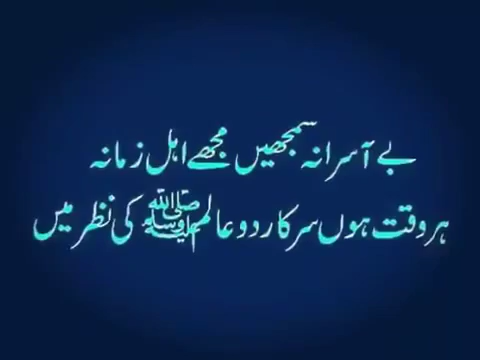 بے آسرا نہ سمجھیں مجھے اہل زمانہ
ہر وقت ہوں سرکار دو عالم ﷺ کی نظر میں